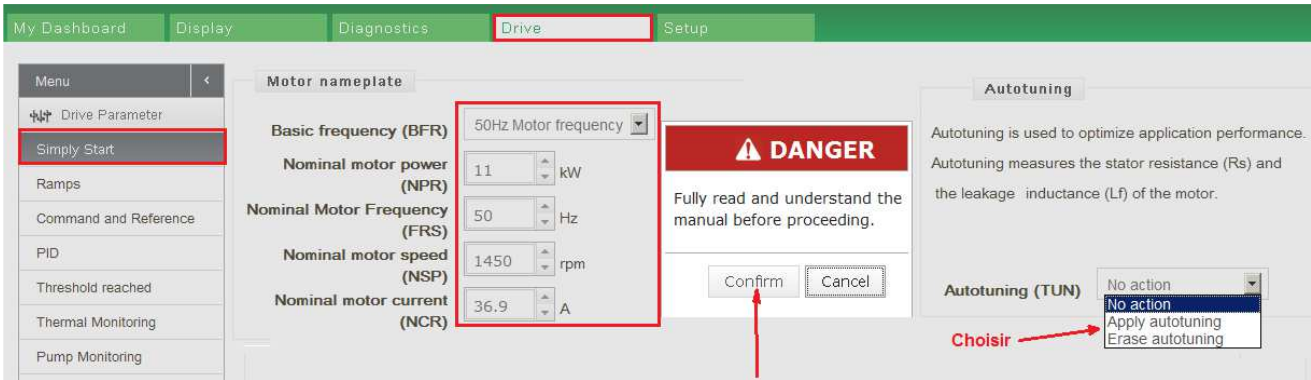 My Dashboard
Display
Diagnostics
Drive
Setup
Menu <
Drive Parameter
Simply Start
Ramps
Command and Reference
PID
Threshold reached
Thermal Monitoring
Pump Monitoring
Motor nameplate
Basic frequency (BFR)
50Hz Motor frequency
Nominal motor power
(NPR)
11
kW
Nominal Motor Frequency
(FRS)
50
Hz
Nominal motor speed
(NSP)
1450
rpm
Nominal motor current
(NCR)
36.9
A
DANGER
Fully read and understand the
manual before proceeding.
Confirm
Cancel
Autotuning
Autotuning is used to optimize application performance.
Autotuning measures the stator resistance (Rs) and
the leakage inductance (Lf) of the motor.
Autotuning (TUN)
No action
No action
Apply autotuning
Erase autotuning
Choisir